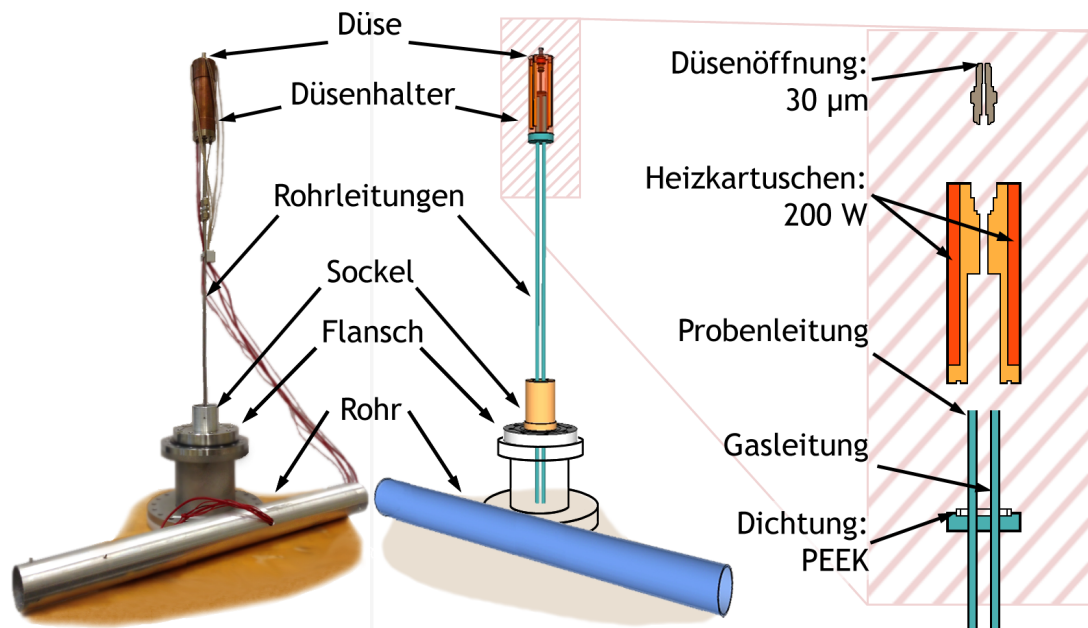 Düse
Düsenhalter
Rohrleitungen
Sockel
Flansch
Rohr
Düsenöffnung:
30 µm
Heizkartuschen:
200 W
Probenleitung
Gasleitung
Dichtung:
PEEK